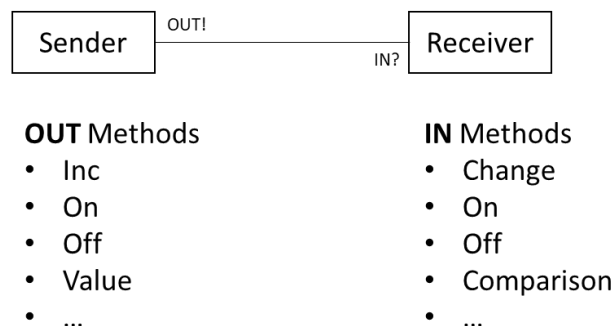 Sender
OUT!
IN?
Receiver
OUT Methods
• Inc
• On
• Off
• Value
• ...
IN Methods
• Change
• On
• Off
• Comparison
• ...